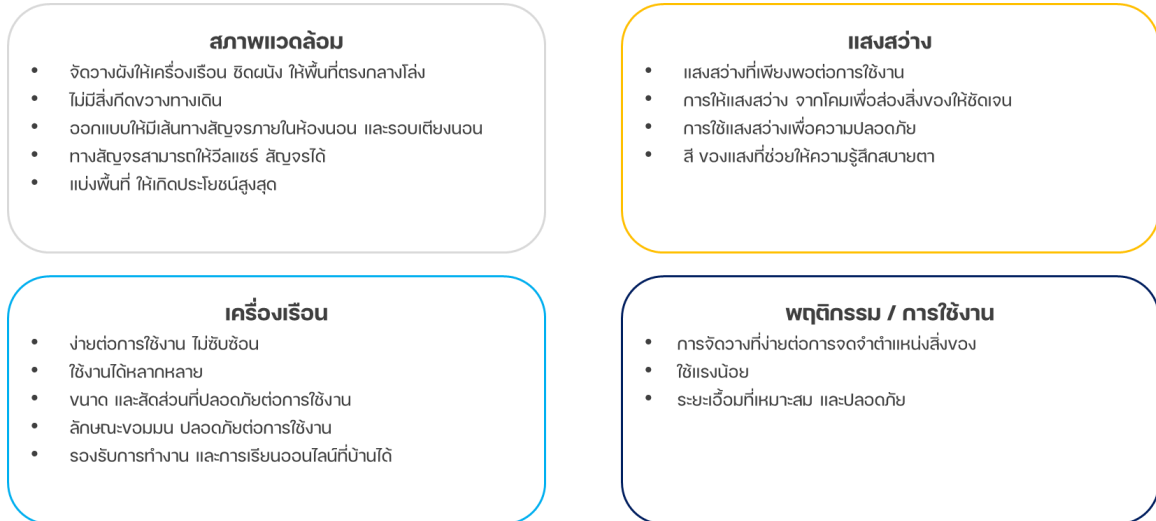 สภาพแวดล้อม
• จัดวางผังให้เครื่องเรือน ชิดผนัง ให้พื้นที่ตรงกลางโล่ง
• ไม่มีสิ่งกีดขวางทางเดิน
• ออกแบบให้มีเส้นทางสัญจรภายในห้องนอน และรอบเตียงนอน
• ทางสัญจรสามารถให้วีลแชร์ สัญจรได้
• แบ่งพื้นที่ ให้เกิดประโยชน์สูงสุด
แสงสว่าง
• แสงสว่างที่เพียงพอต่อการใช้งาน
• การให้แสงสว่าง จากโคมเพื่อส่องสิ่งของให้ชัดเจน
• การใช้แสงสว่างเพื่อความปลอดภัย
• สี ของแสงที่ช่วยให้ความรู้สึกสบายตา
เครื่องเรือน
• ง่ายต่อการใช้งาน ไม่ซับซ้อน
• ใช้งานได้หลากหลาย
• ขนาด และสัดส่วนที่ปลอดภัยต่อการใช้งาน
• ลักษณะขอบมน ปลอดภัยต่อการใช้งาน
• รองรับการทำงาน และการเรียนออนไลน์ที่บ้านได้
พฤติกรรม / การใช้งาน
• การจัดวางที่ง่ายต่อการจดจำตำแหน่งสิ่งของ
• ใช้แรงน้อย
• ระยะเอื้อมที่เหมาะสม และปลอดภัย